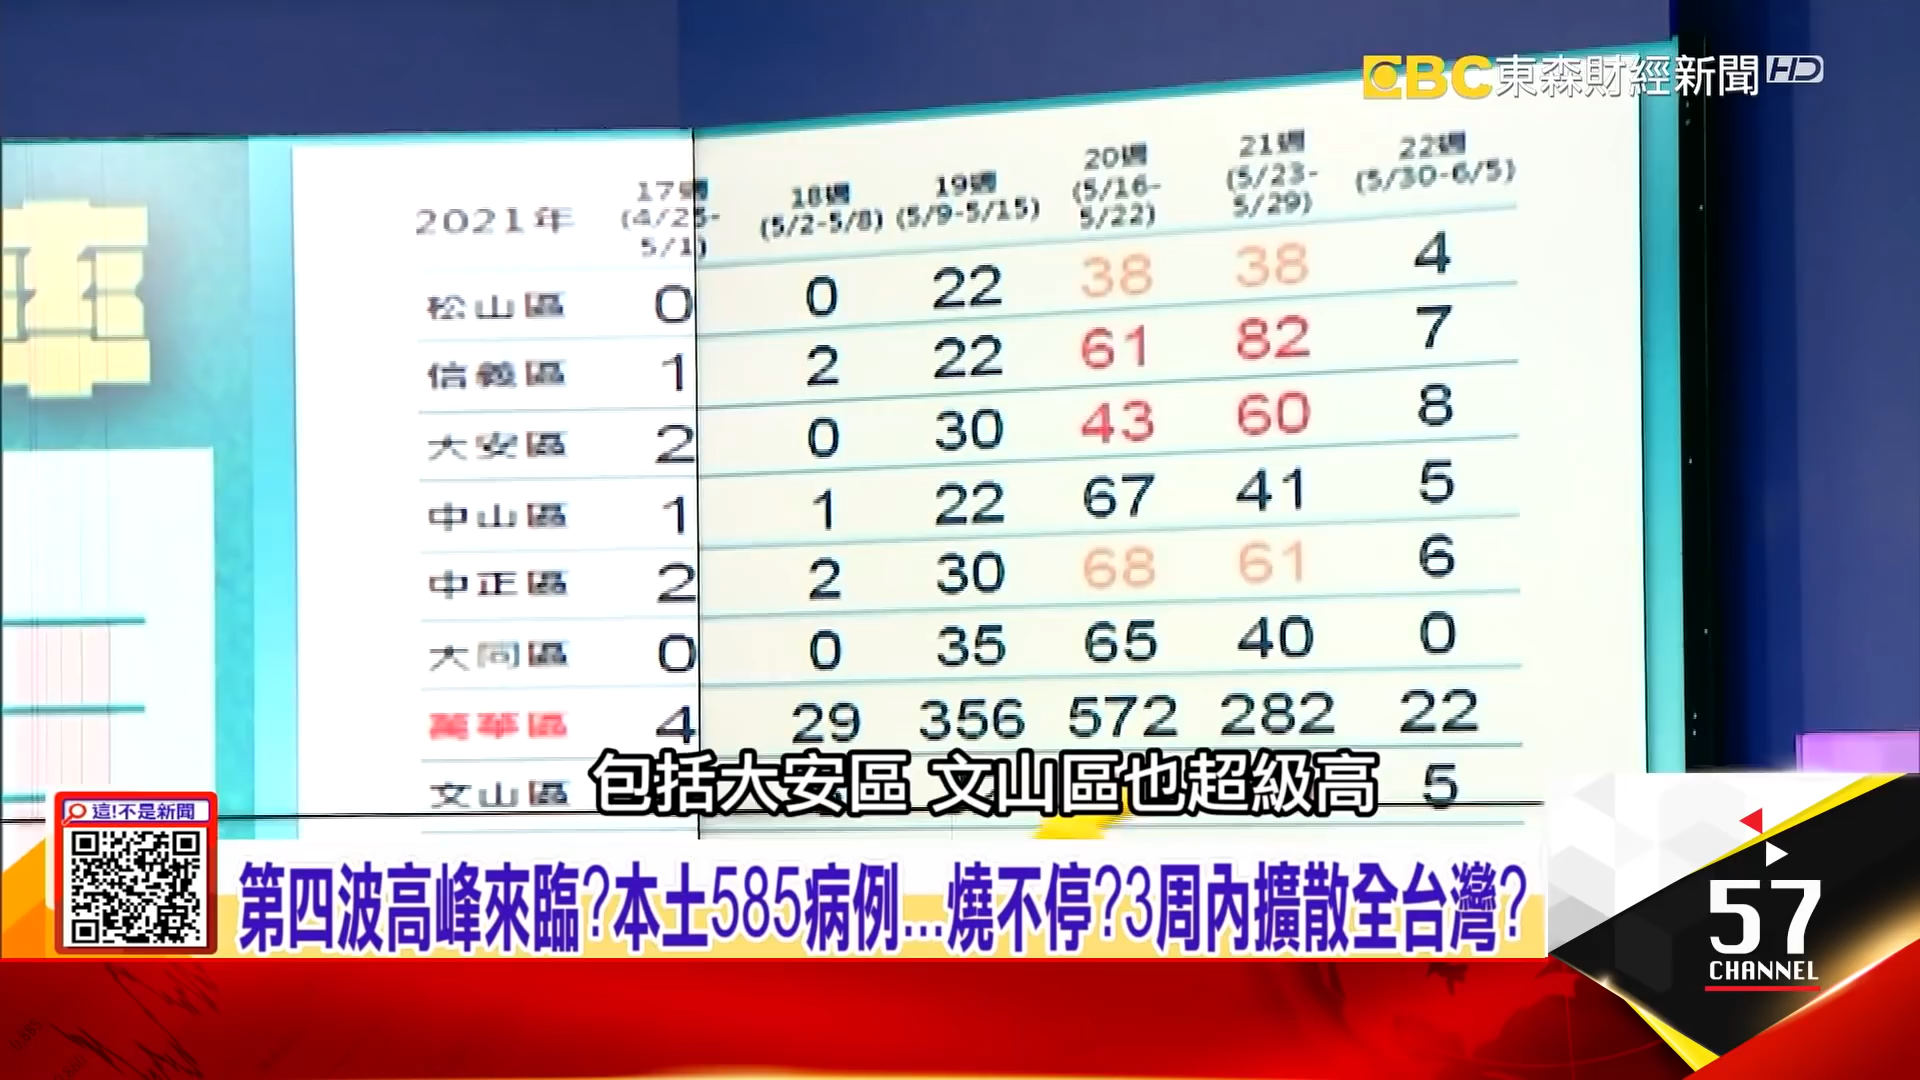 EBC東森財經新聞HD
2021年 17週(4/25-5/1) 18週(5/2-5/8) 19週(5/9-5/15) 20週(5/16-5/22) 21週(5/23-5/29) 22週(5/30-6/5)
松山區 0 0 22 38 38 4
信義區 1 2 22 61 82 7
大安區 2 0 30 43 60 8
中山區 1 1 22 67 41 5
中正區 2 2 30 68 61 6
大同區 0 0 35 65 40 0
萬華區 4 29 356 572 282 22
文山區 5
包括大安區 文山區也超級高
這!不是新聞
第四波高峰來臨?本土585病例...燒不停?3周內擴散全台灣?
57
CHANNEL